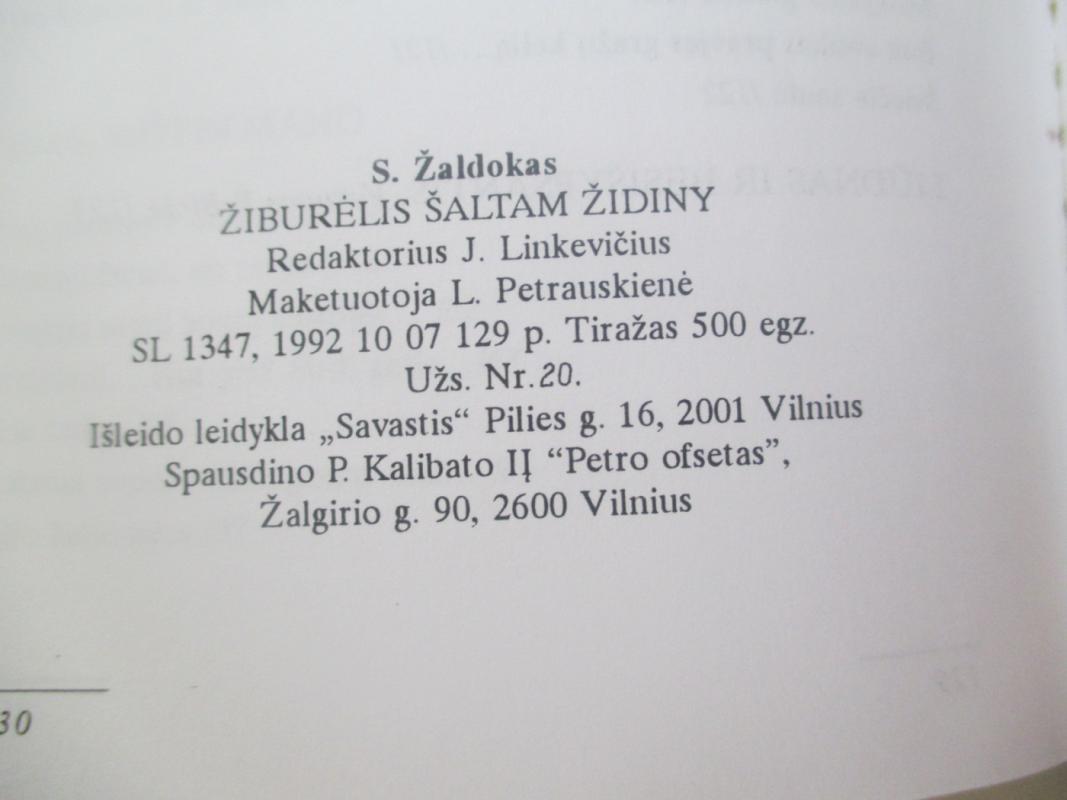 S. Žaldokas
ŽIBURĖLIS ŠALTAM ŽIDINY
Redaktorius J. Linkevičius
Maketuotoja L. Petrauskienė
SL 1347, 1992 10 07 129 p. Tiražas 500 egz.
Užs. Nr.20.
Išleido leidykla „Savastis“ Pilies g. 16, 2001 Vilnius
Spausdino P. Kalibato IĮ “Petro ofsetas”,
Žalgirio g. 90, 2600 Vilnius
30